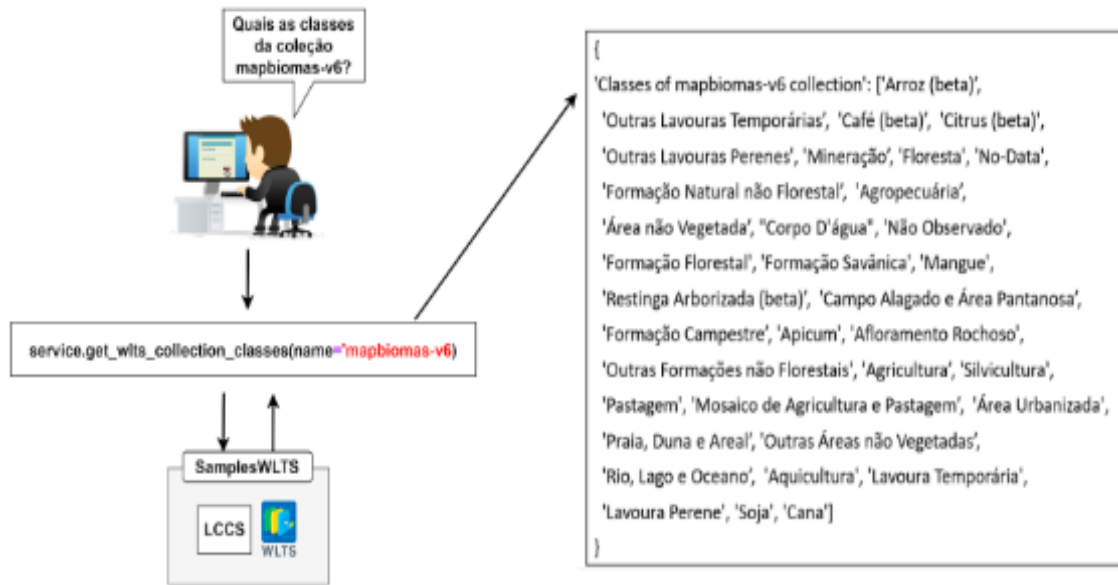 Quais as classes
da coleção
mapbiomas-v6?
service.get_wlts_collection_classes(name='mapbiomas-v6)
SamplesWLTS
LCCS
WLTS
{
'Classes of mapbiomas-v6 collection': ['Arroz (beta)',
'Outras Lavouras Temporárias', 'Café (beta)', 'Citrus (beta)',
'Outras Lavouras Perenes', 'Mineração', 'Floresta', 'No-Data',
'Formação Natural não Florestal', 'Agropecuária',
'Área não Vegetada', "Corpo D'água", 'Não Observado',
'Formação Florestal', 'Formação Savânica', 'Mangue',
'Restinga Arborizada (beta)', 'Campo Alagado e Área Pantanosa',
'Formação Campestre', 'Apicum', 'Afloramento Rochoso',
'Outras Formações não Florestais', 'Agricultura', 'Silvicultura',
'Pastagem', 'Mosaico de Agricultura e Pastagem', 'Área Urbanizada',
'Praia, Duna e Areal', 'Outras Áreas não Vegetadas',
'Rio, Lago e Oceano', 'Aquicultura', 'Lavoura Temporária',
'Lavoura Perene', 'Soja', 'Cana']
}